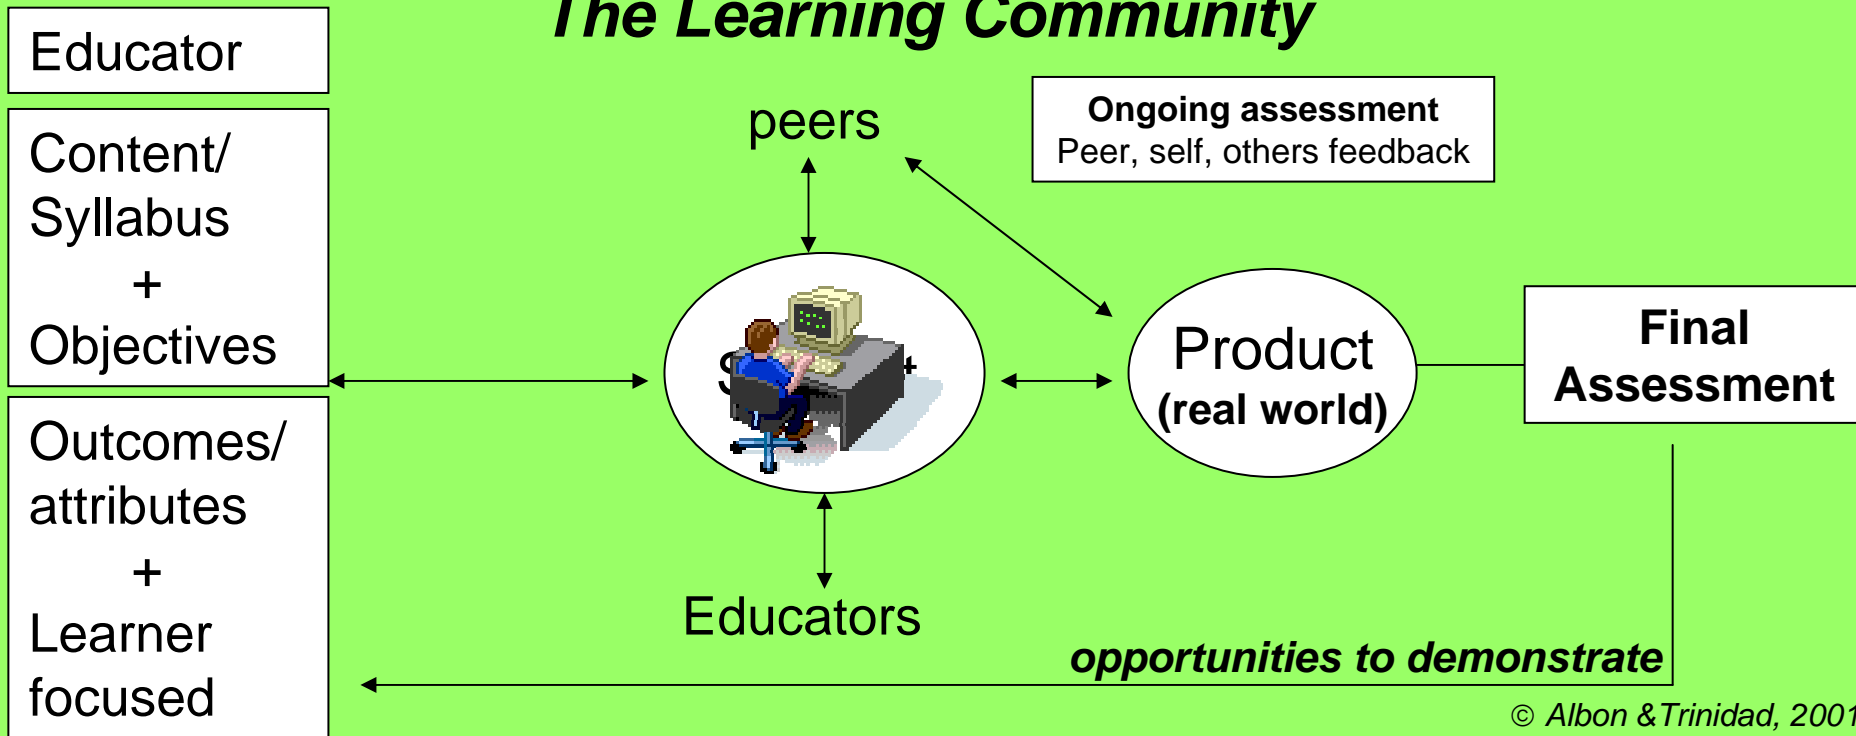 The Learning Community
Educator
Content/
Syllabus
+
Objectives
Outcomes/
attributes
+
Learner
focused
peers
Ongoing assessment
Peer, self, others feedback
Product
(real world)
Final
Assessment
Educators
opportunities to demonstrate
© Albon &Trinidad, 2001